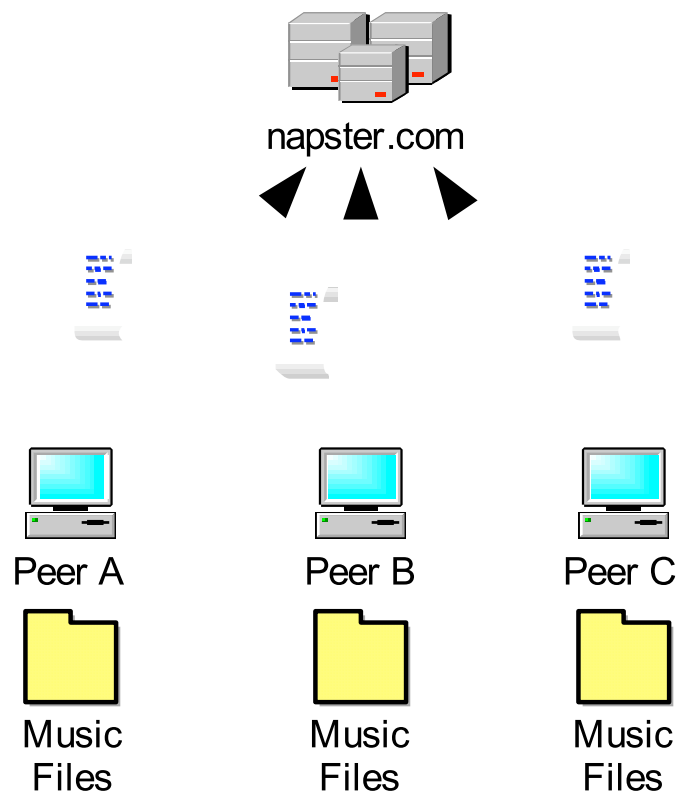 napster.com
Peer A
Peer B
Peer C
Music
Files
Music
Files
Music
Files